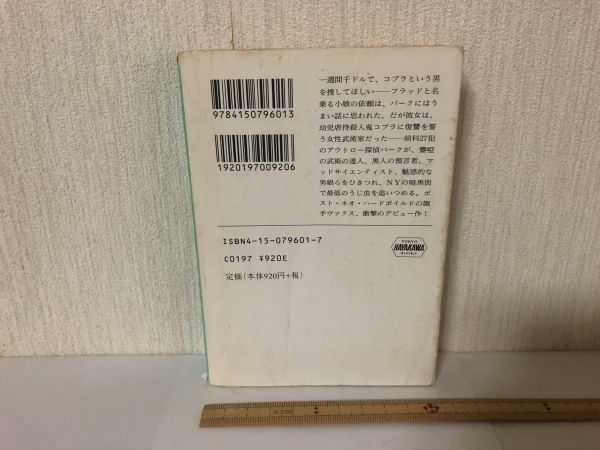 一週間千ドルで、コブラという男
を捜してほしい──フラッドと名
乗る小娘の依頼は、バークにはう
まい話に思われた。だが彼女は、
幼児虐待殺人鬼コブラに復讐を誓
う女性武術家だった……前科27犯
のアウトロー探偵バークが、聾啞
の武術の達人、黒人の預言者、マ
ッドサイエンティスト、魅惑的な
男娼らをひきつれ、NYの暗黒街
で最低のうじ虫を追いつめる。ポ
スト・ネオ・ハードボイルドの旗
手ヴァクス、衝撃のデビュー作！
9784150796013
1920197009206
ISBN4-15-079601-7
C0197 ¥920E
定価(本体920円+税)
TOKYO
HAYAKAWA
BOOKS